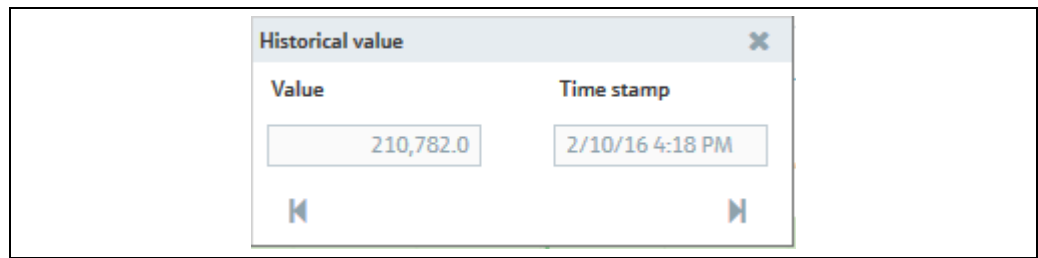 Historical value
Value Time stamp
210,782.0 2/10/16 4:18 PM